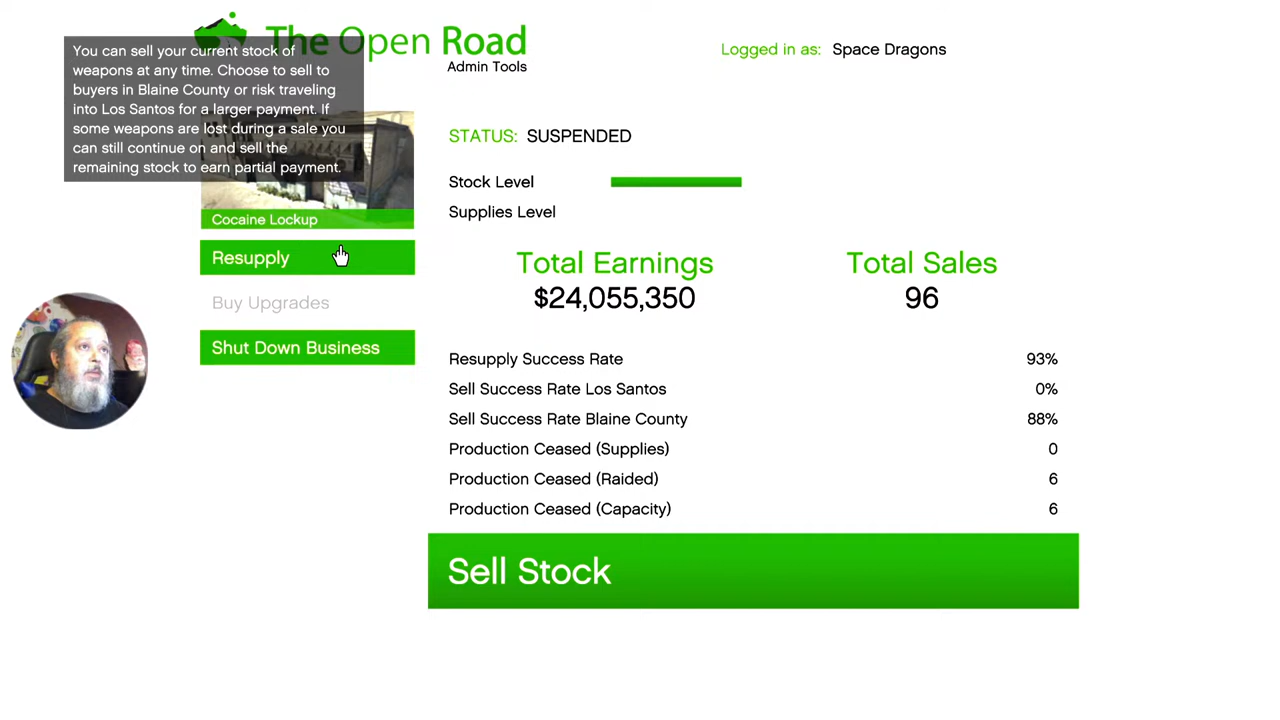 The Open Road
Admin Tools
Logged in as: Space Dragons
You can sell your current stock of
weapons at any time. Choose to sell to
buyers in Blaine County or risk traveling
into Los Santos for a larger payment. If
some weapons are lost during a sale you
can still continue on and sell the
remaining stock to earn partial payment.
Cocaine Lockup
Resupply
Buy Upgrades
Shut Down Business
STATUS: SUSPENDED
Stock Level
Supplies Level
Total Earnings
$24,055,350
Total Sales
96
Resupply Success Rate 93%
Sell Success Rate Los Santos 0%
Sell Success Rate Blaine County 88%
Production Ceased (Supplies) 0
Production Ceased (Raided) 6
Production Ceased (Capacity) 6
Sell Stock